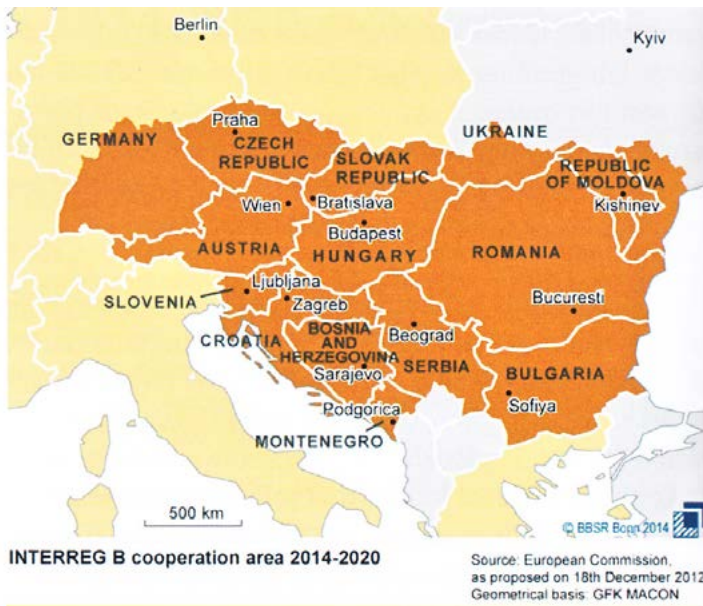 Berlin
Kyiv
Praha
GERMANY
CZECH
REPUBLIC
UKRAINE
SLOVAK
REPUBLIC
REPUBLIC
OF MOLDOVA
Wien
Bratislava
Kishinev
Budapest
AUSTRIA
HUNGARY
ROMANIA
Ljubljana
SLOVENIA
Zagreb
Bucuresti
CROATIA
BOSNIA
AND
HERZEGOVINA
Beograd
SERBIA
BULGARIA
Sarajevo
Sofiya
Podgorica
MONTENEGRO
500 km
© BBSR Bonn 2014
INTERREG B cooperation area 2014-2020
Source: European Commission,
as proposed on 18th December 2012
Geometrical basis: GFK MACON